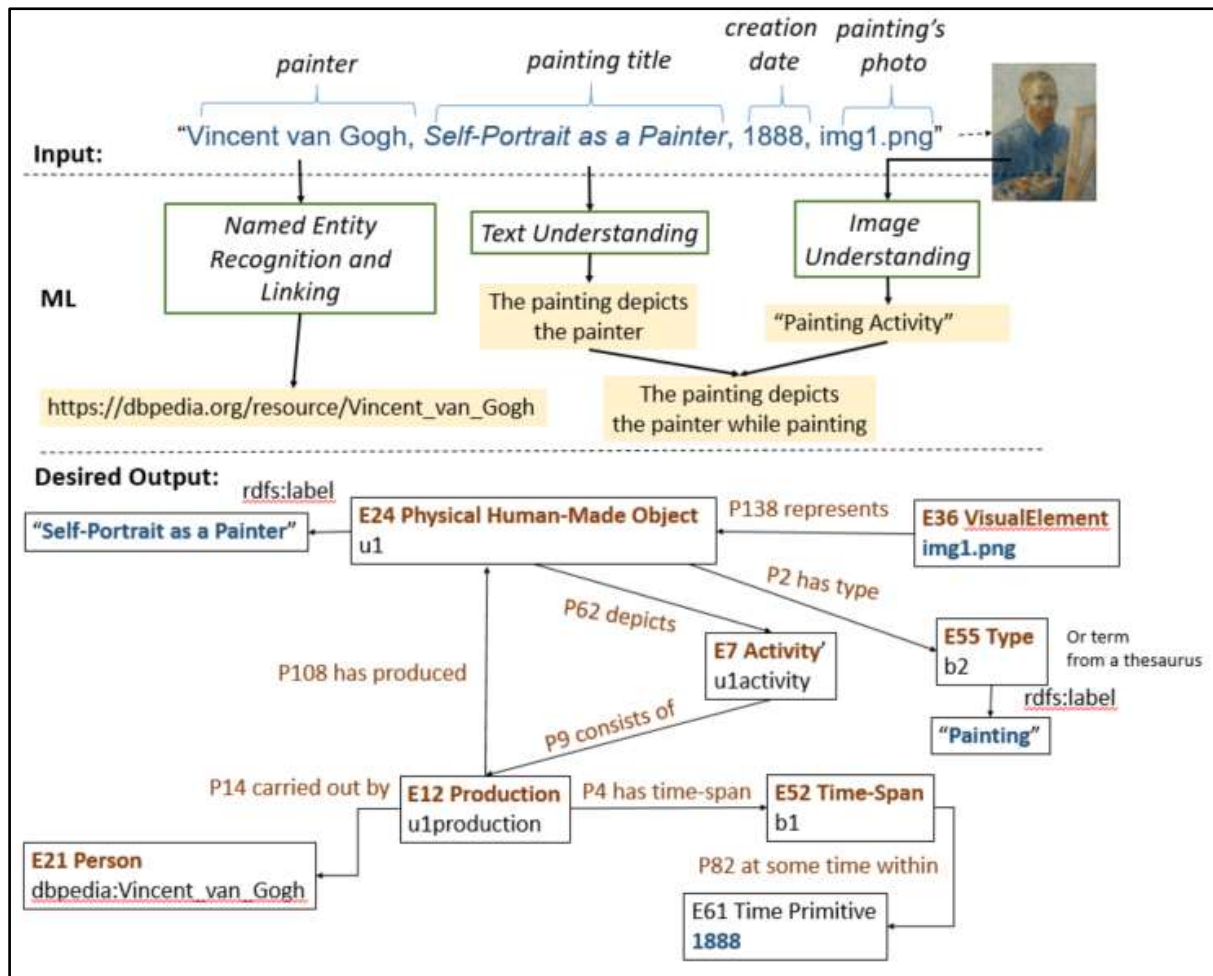 painter
painting title
creation
date
painting’s
photo
“Vincent van Gogh, Self-Portrait as a Painter, 1888, img1.png”
Input:
Named Entity
Recognition and
Linking
Text Understanding
Image
Understanding
ML
The painting depicts
the painter
“Painting Activity”
https://dbpedia.org/resource/Vincent_van_Gogh
The painting depicts
the painter while painting
Desired Output:
rdfs:label
“Self-Portrait as a Painter”
E24 Physical Human-Made Object
u1
P138 represents
E36 VisualElement
img1.png
P2 has type
P62 depicts
E7 Activity’
u1activity
E55 Type
b2
Or term
from a thesaurus
rdfs:label
“Painting”
P108 has produced
P9 consists of
P14 carried out by
E12 Production
u1production
P4 has time-span
E52 Time-Span
b1
E21 Person
dbpedia:Vincent_van_Gogh
P82 at some time within
E61 Time Primitive
1888